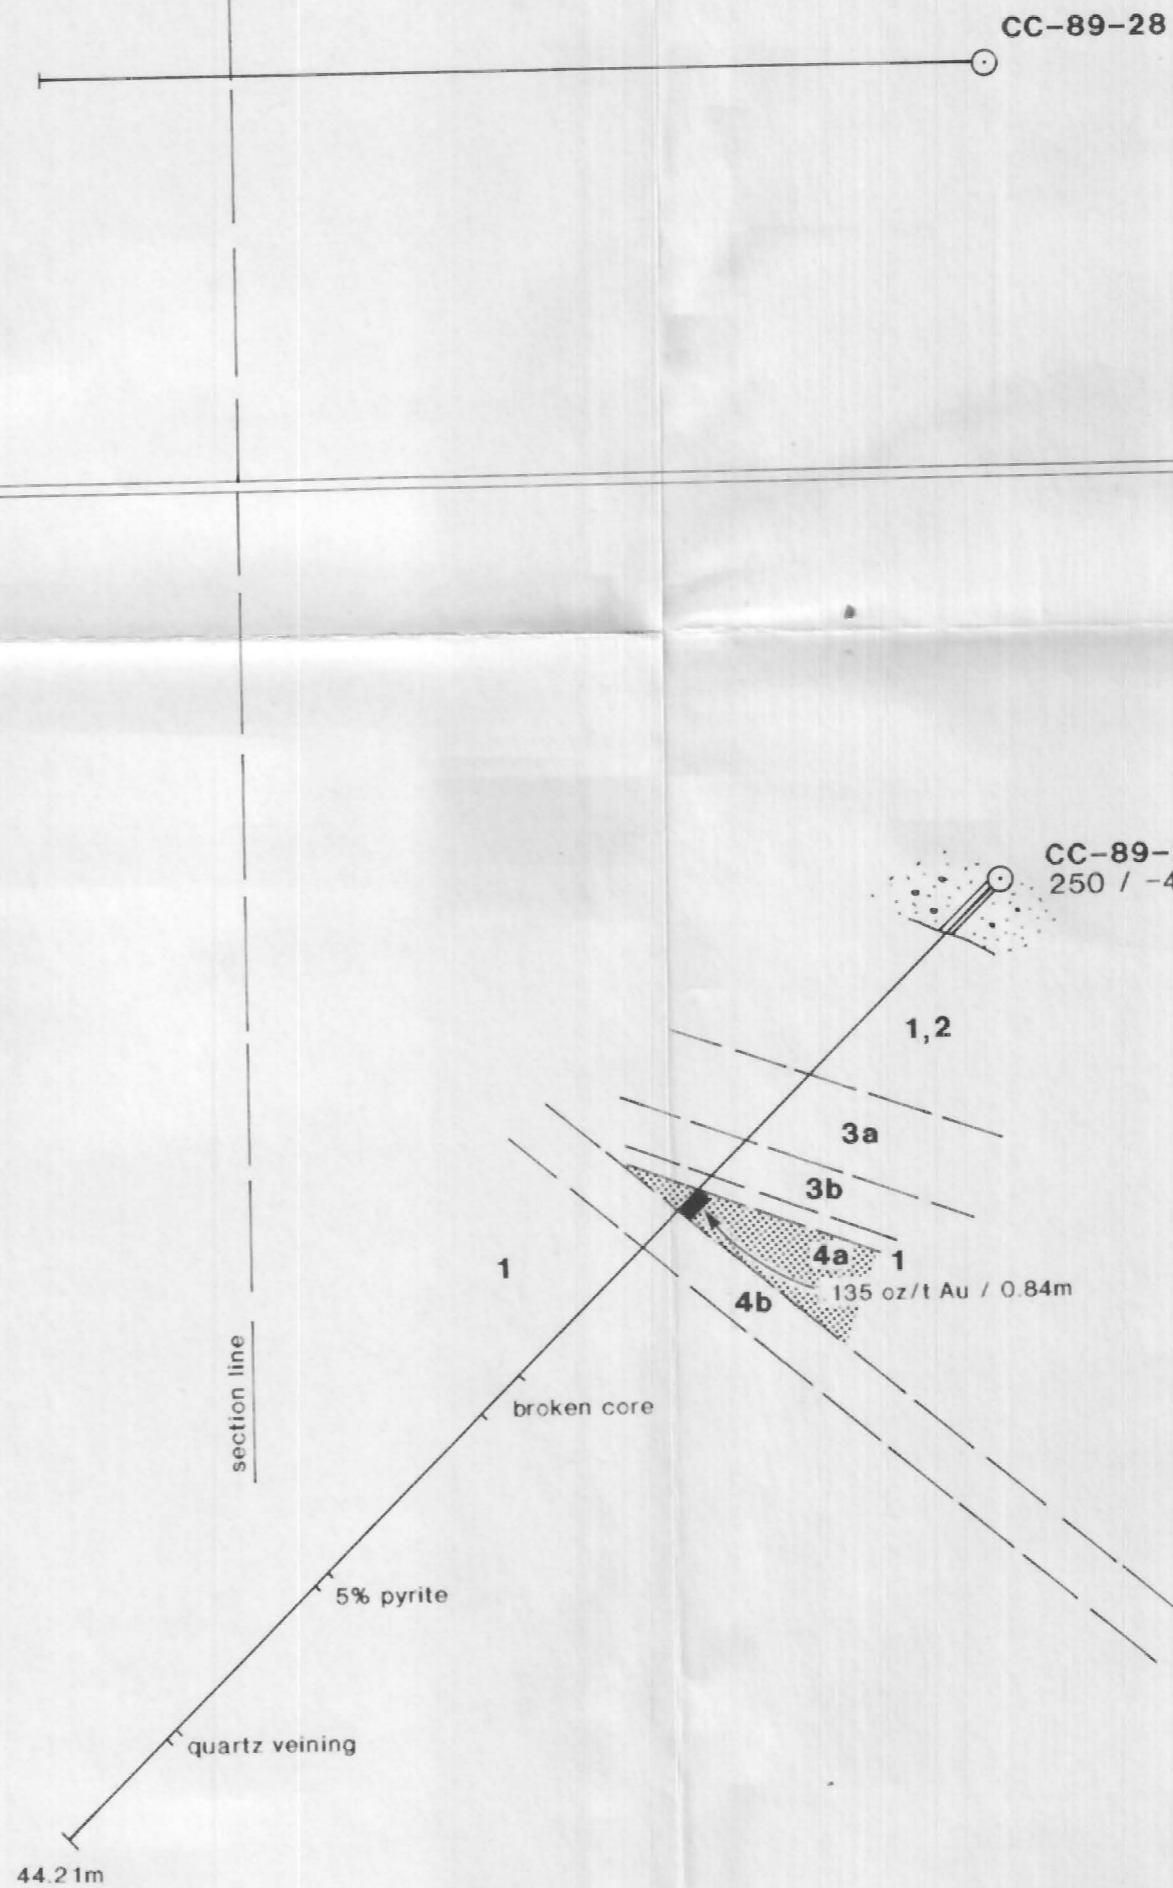 CC-89-28
CC-89-
250 / -4
1,2
3a
3b
4a
1
1
.135 oz/t Au / 0.84m
4b
section line
broken core
5% pyrite
quartz veining
44.21m